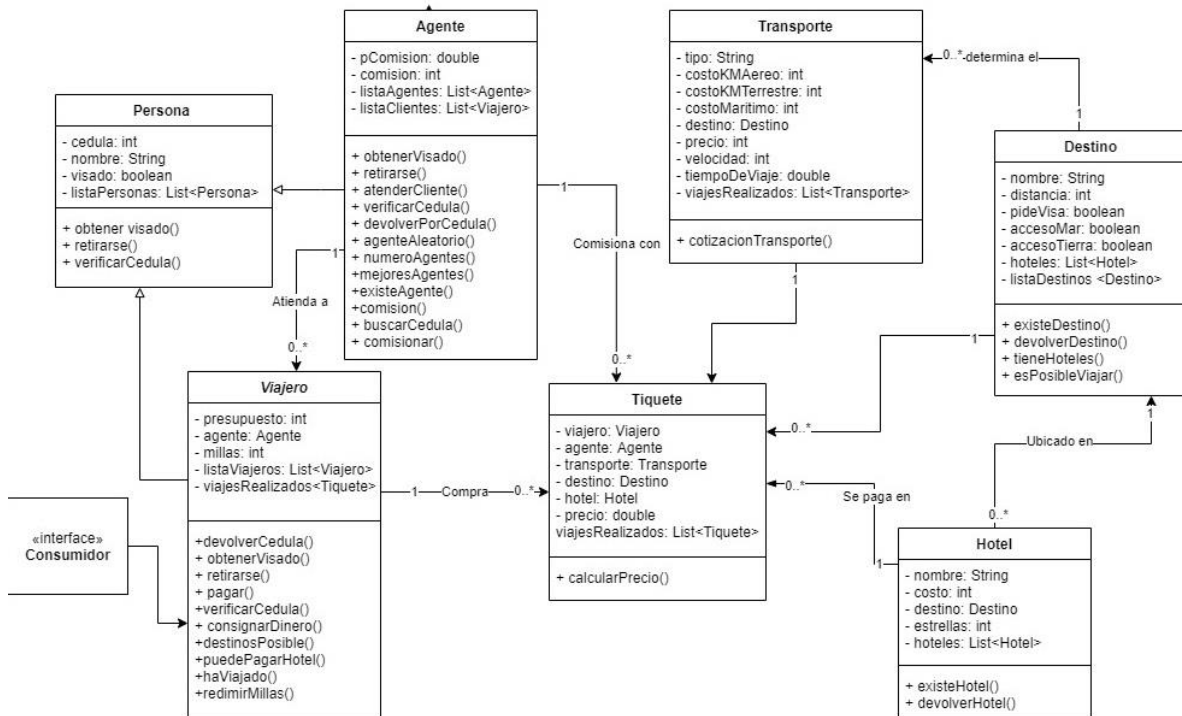 Agente
- pComision: double
- comision: int
- listaAgentes: List<Agente>
- listaClientes: List<Viajero>
+ obtenerVisado()
+ retirarse()
+ atenderCliente()
+ verificarCedula()
+ devolverPorCedula()
+ agenteAleatorio()
+ numeroAgentes()
+mejoresAgentes()
+existeAgente()
+comision()
+ buscarCedula()
+ comisionar()
Transporte
- tipo: String
- costoKMAereo: int
- costoKMTerrestre: int
- costoMaritimo: int
- destino: Destino
- precio: int
- velocidad: int
- tiempoDeViaje: double
- viajesRealizados: List<Transporte>
+ cotizacionTransporte()
0..*
determina el
1
Persona
- cedula: int
- nombre: String
- visado: boolean
- listaPersonas: List<Persona>
+ obtener visado()
+ retirarse()
+ verificarCedula()
Destino
- nombre: String
- distancia: int
- pideVisa: boolean
- accesoMar: boolean
- accesoTierra: boolean
- hoteles: List<Hotel>
- listaDestinos <Destino>
+ existeDestino()
+ devolverDestino()
+ tieneHoteles()
+ esPosibleViajar()
1
Comisiona con
0..*
1
Atienda a
0..*
1
1
0..*
1
Ubicado en
0..*
Viajero
- presupuesto: int
- agente: Agente
- millas: int
- listaViajeros: List<Viajero>
- viajesRealizados<Tiquete>
+devolverCedula()
+ obtenerVisado()
+ retirarse()
+ pagar()
+verificarCedula()
+ consignarDinero()
+destinosPosible()
+puedePagarHotel()
+haViajado()
+redimirMillas()
1
Compra
0..*
Tiquete
- viajero: Viajero
- agente: Agente
- transporte: Transporte
- destino: Destino
- hotel: Hotel
- precio: double
viajesRealizados: List<Tiquete>
+ calcularPrecio()
0..*
Se paga en
1
«interface»
Consumidor
Hotel
- nombre: String
- costo: int
- destino: Destino
- estrellas: int
- hoteles: List<Hotel>
+ existeHotel()
+ devolverHotel()